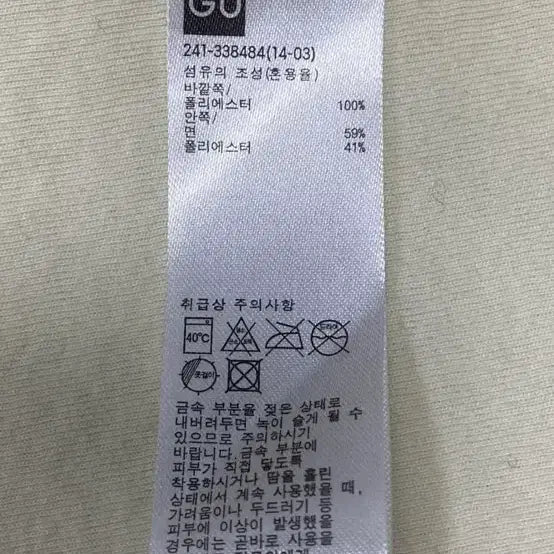 GU
241-338484(14-03)
섬유의 조성(혼용율)
바깥쪽/
폴리에스터 100%
안쪽/
면 59%
폴리에스터 41%
취급상 주의사항
40℃
드라이
옷걸이
금속 부분을 젖은 상태로
내버려두면 녹이 슬게 될 수
있으므로 주의하시기
바랍니다.금속 부분에
피부가 직접 닿도록
착용하시거나 땀을 흘린
상태에서 계속 사용했을 때,
가려움이나 두드러기 등
피부에 이상이 발생했을
경우에는 곧바로 사용을